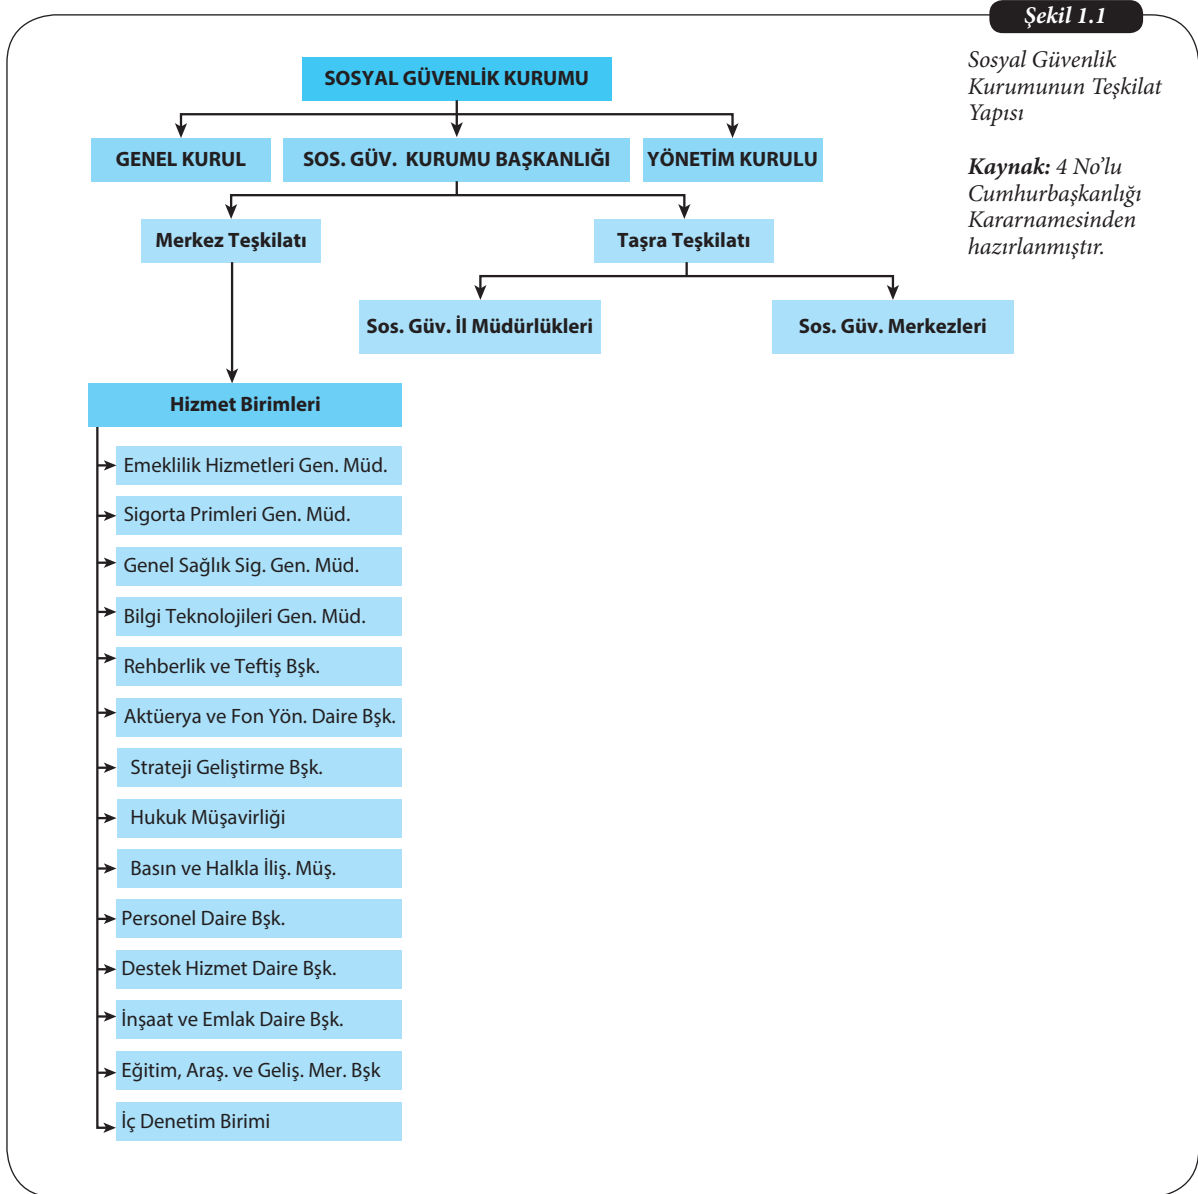 Şekil 1.1
Sosyal Güvenlik
Kurumunun Teşkilat
Yapısı
Kaynak: 4 No’lu
Cumhurbaşkanlığı
Kararnamesinden
hazırlanmıştır.
SOSYAL GÜVENLİK KURUMU
GENEL KURUL
SOS. GÜV. KURUMU BAŞKANLIĞI
YÖNETİM KURULU
Merkez Teşkilatı
Taşra Teşkilatı
Sos. Güv. İl Müdürlükleri
Sos. Güv. Merkezleri
Hizmet Birimleri
Emeklilik Hizmetleri Gen. Müd.
Sigorta Primleri Gen. Müd.
Genel Sağlık Sig. Gen. Müd.
Bilgi Teknolojileri Gen. Müd.
Rehberlik ve Teftiş Bşk.
Aktüerya ve Fon Yön. Daire Bşk.
Strateji Geliştirme Bşk.
Hukuk Müşavirliği
Basın ve Halkla İliş. Müş.
Personel Daire Bşk.
Destek Hizmet Daire Bşk.
İnşaat ve Emlak Daire Bşk.
Eğitim, Araş. ve Geliş. Mer. Bşk
İç Denetim Birimi